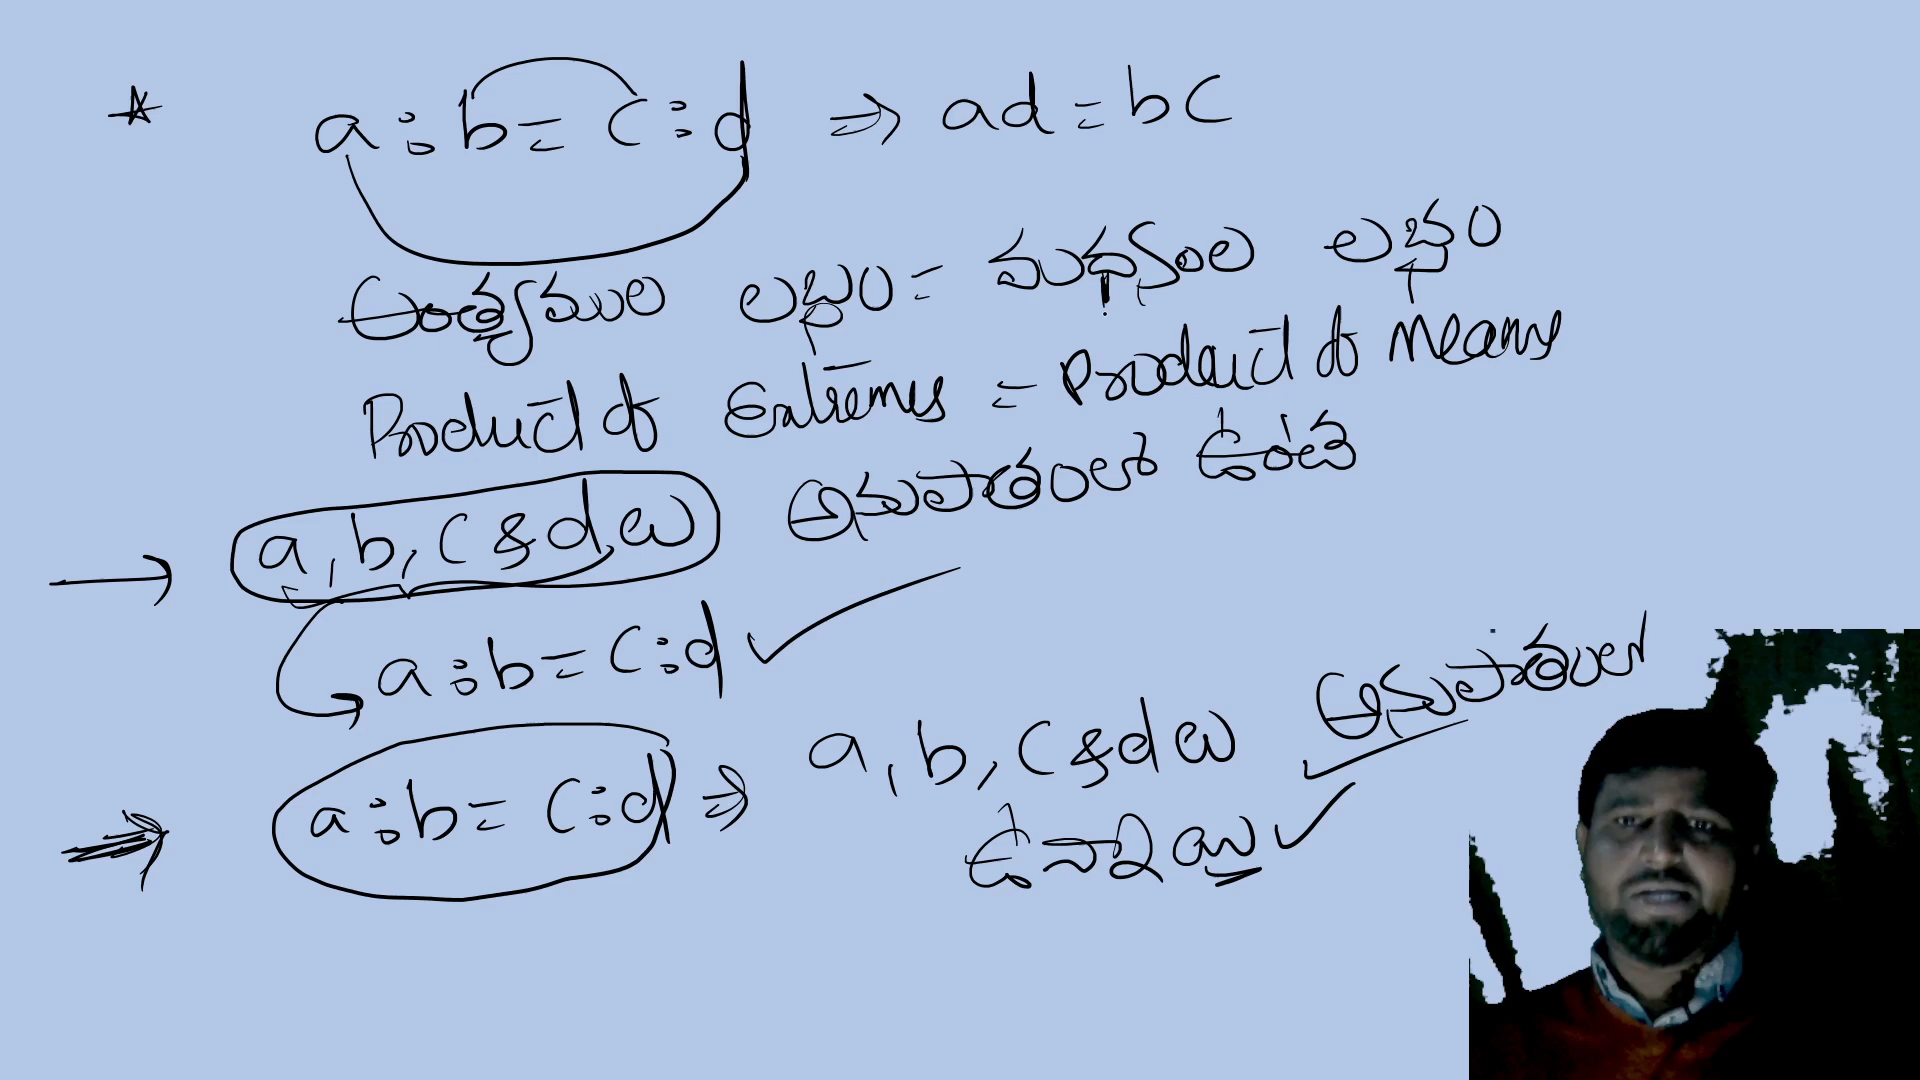 a:b = c:d ⇒ ad = bc
అంత్యముల లబ్ధం = మధ్యమంల లబ్ధం
Product of Extremes = Product of Means
→ a, b, c & d లు అనుపాతంలో ఉంటే
a:b = c:d ✓
a:b = c:d ⇒ a, b, c & d లు అనుపాతంలో
ఉన్నాయి ✓